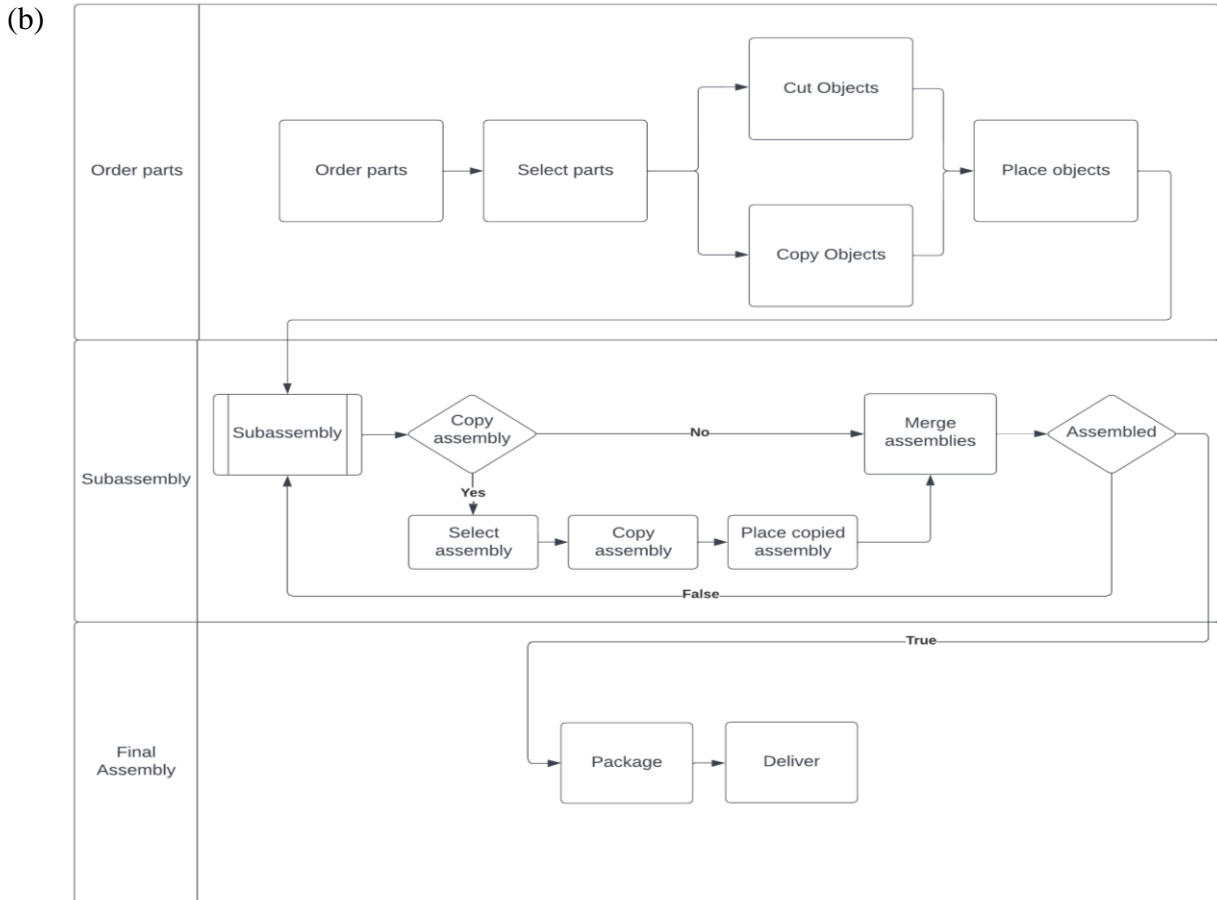 (b)
Order parts
Order parts
Select parts
Cut Objects
Copy Objects
Place objects
Subassembly
Subassembly
Copy
assembly
No
Merge
assemblies
Assembled
Yes
Select
assembly
Copy
assembly
Place copied
assembly
False
True
Final
Assembly
Package
Deliver